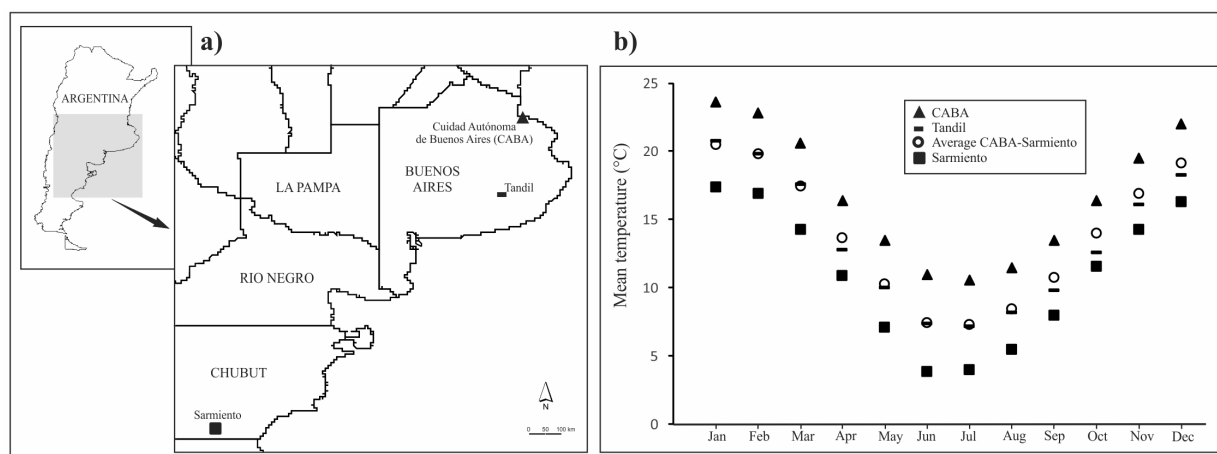 a)
ARGENTINA
Cuidad Autónoma
de Buenos Aires (CABA)
BUENOS
AIRES
LA PAMPA
Tandil
RIO NEGRO
CHUBUT
Sarmiento
N
0 50 100 km
b)
Mean temperature (°C)
25
20
15
10
5
0
CABA
Tandil
Average CABA-Sarmiento
Sarmiento
Jan Feb Mar Apr May Jun Jul Aug Sep Oct Nov Dec